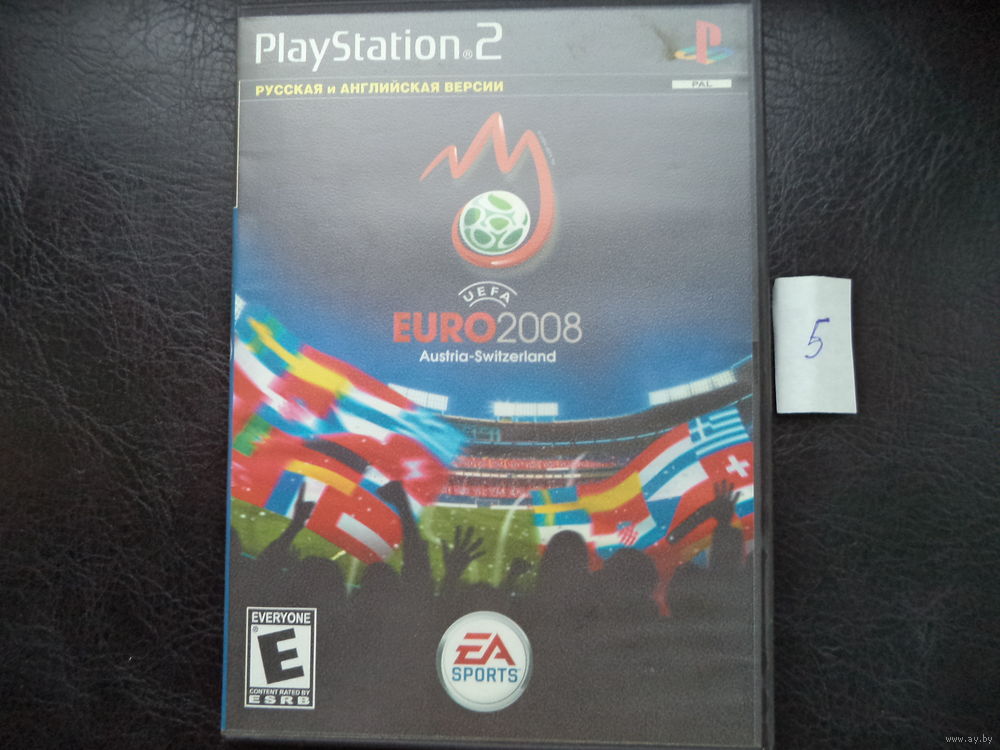 PlayStation®2
РУССКАЯ и АНГЛИЙСКАЯ ВЕРСИИ
PAL
UEFA
EURO2008
Austria-Switzerland
5
EVERYONE
E
CONTENT RATED BY
ESRB
EA
SPORTS
www.ay.by